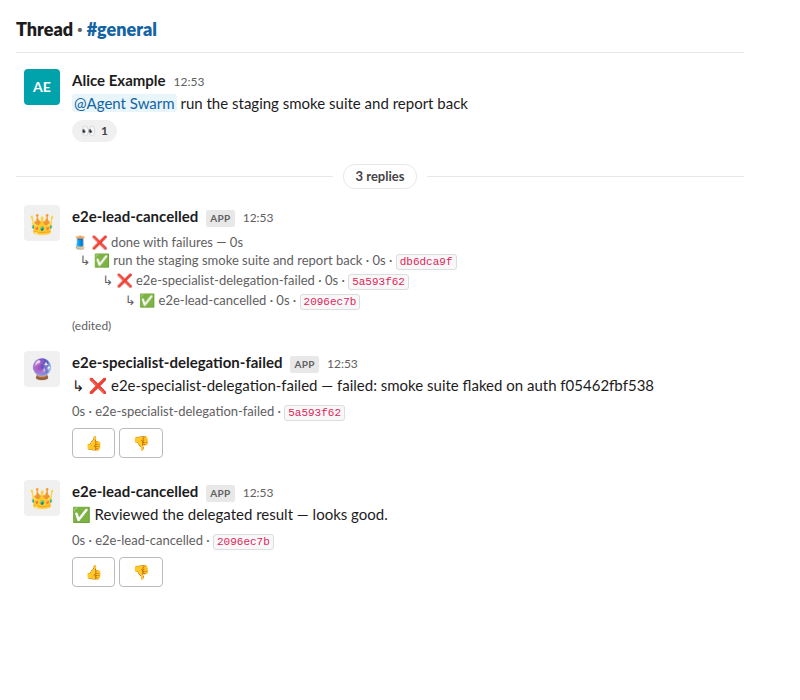 Thread • #general
AE
Alice Example 12:53
@Agent Swarm run the staging smoke suite and report back
👀 1
3 replies
e2e-lead-cancelled APP 12:53
🧵 ❌ done with failures — 0s
↳ ✅ run the staging smoke suite and report back · 0s · db6dca9f
↳ ❌ e2e-specialist-delegation-failed · 0s · 5a593f62
↳ ✅ e2e-lead-cancelled · 0s · 2096ec7b
(edited)
e2e-specialist-delegation-failed APP 12:53
↳ ❌ e2e-specialist-delegation-failed — failed: smoke suite flaked on auth f05462fbf538
0s · e2e-specialist-delegation-failed · 5a593f62
👍 👎
e2e-lead-cancelled APP 12:53
✅ Reviewed the delegated result — looks good.
0s · e2e-lead-cancelled · 2096ec7b
👍 👎